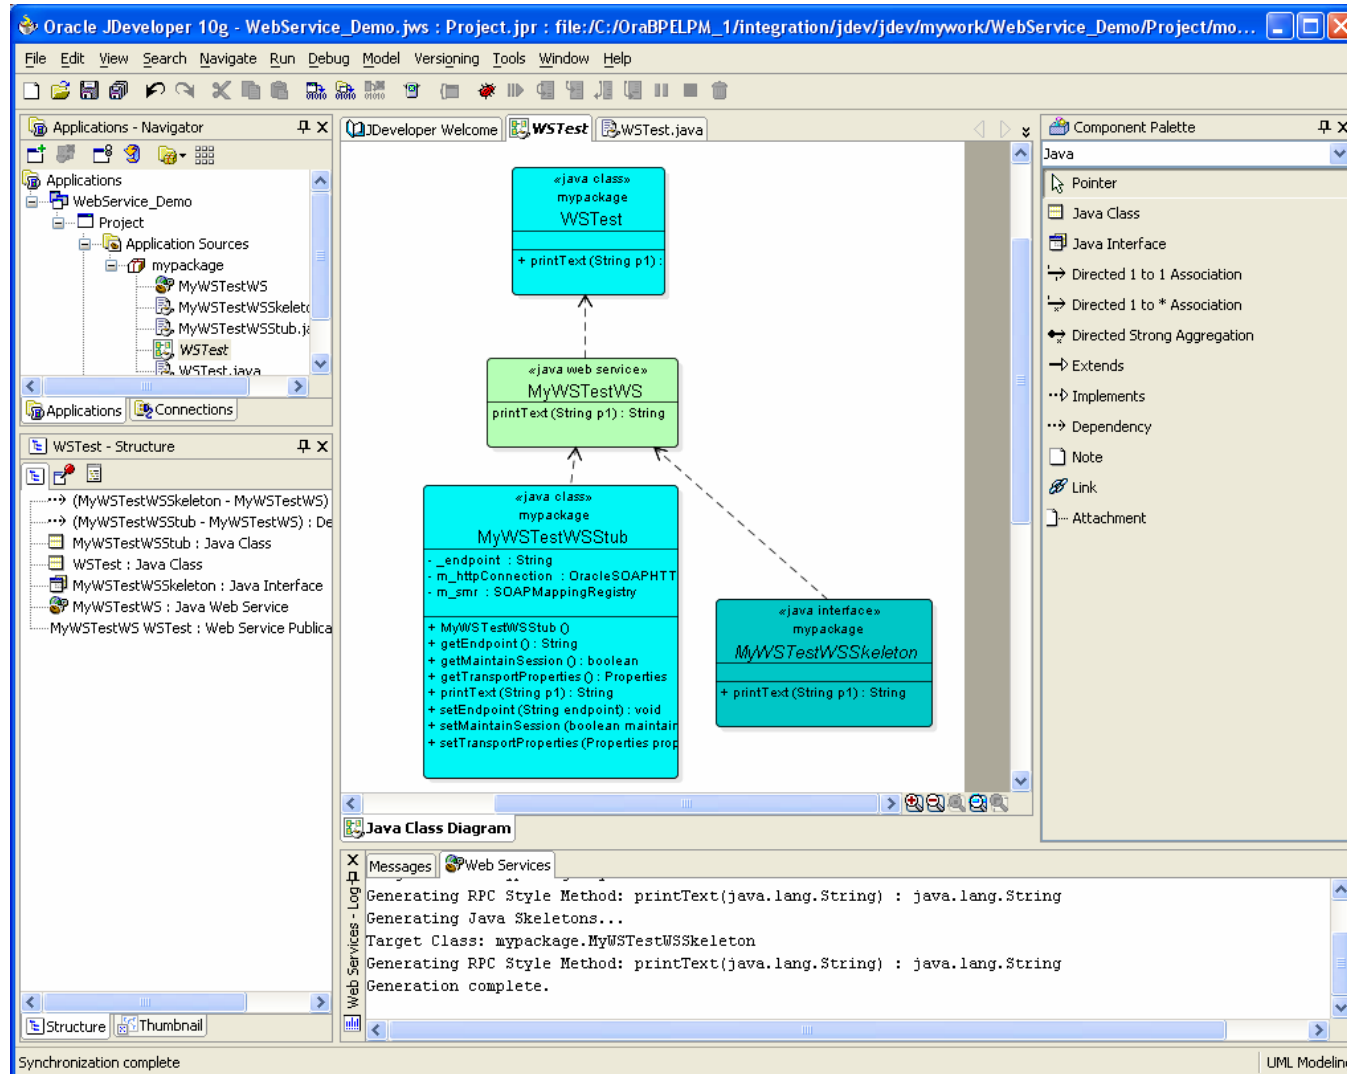 Oracle JDeveloper 10g - WebService_Demo.jws : Project.jpr : file:/C:/OraBPELPM_1/integration/jdev/jdev/mywork/WebService_Demo/Project/mo...
File Edit View Search Navigate Run Debug Model Versioning Tools Window Help
Applications - Navigator
Applications
WebService_Demo
Project
Application Sources
mypackage
MyWSTestWS
MyWSTestWSSkeleto
MyWSTestWSStub.ja
WSTest
WSTest.java
Applications
Connections
WSTest - Structure
(MyWSTestWSSkeleton - MyWSTestWS)
(MyWSTestWSStub - MyWSTestWS) : De
MyWSTestWSStub : Java Class
WSTest : Java Class
MyWSTestWSSkeleton : Java Interface
MyWSTestWS : Java Web Service
MyWSTestWS WSTest : Web Service Publica
Structure
Thumbnail
JDeveloper Welcome
WSTest
WSTest.java
«java class»
mypackage
WSTest
+ printText(String p1) :
«java web service»
MyWSTestWS
printText(String p1) : String
«java class»
mypackage
MyWSTestWSStub
- _endpoint : String
- m_httpConnection : OracleSOAPHTT
- m_smr : SOAPMappingRegistry
+ MyWSTestWSStub ()
+ getEndpoint () : String
+ getMaintainSession () : boolean
+ getTransportProperties () : Properties
+ printText (String p1) : String
+ setEndpoint (String endpoint) : void
+ setMaintainSession (boolean maintain
+ setTransportProperties (Properties prop
«java interface»
mypackage
MyWSTestWSSkeleton
+ printText (String p1) : String
Java Class Diagram
Component Palette
Java
Pointer
Java Class
Java Interface
Directed 1 to 1 Association
Directed 1 to * Association
Directed Strong Aggregation
Extends
Implements
Dependency
Note
Link
Attachment
Web Services - Log
Messages
Web Services
Generating RPC Style Method: printText(java.lang.String) : java.lang.String
Generating Java Skeletons...
Target Class: mypackage.MyWSTestWSSkeleton
Generating RPC Style Method: printText(java.lang.String) : java.lang.String
Generation complete.
Synchronization complete
UML Modeling